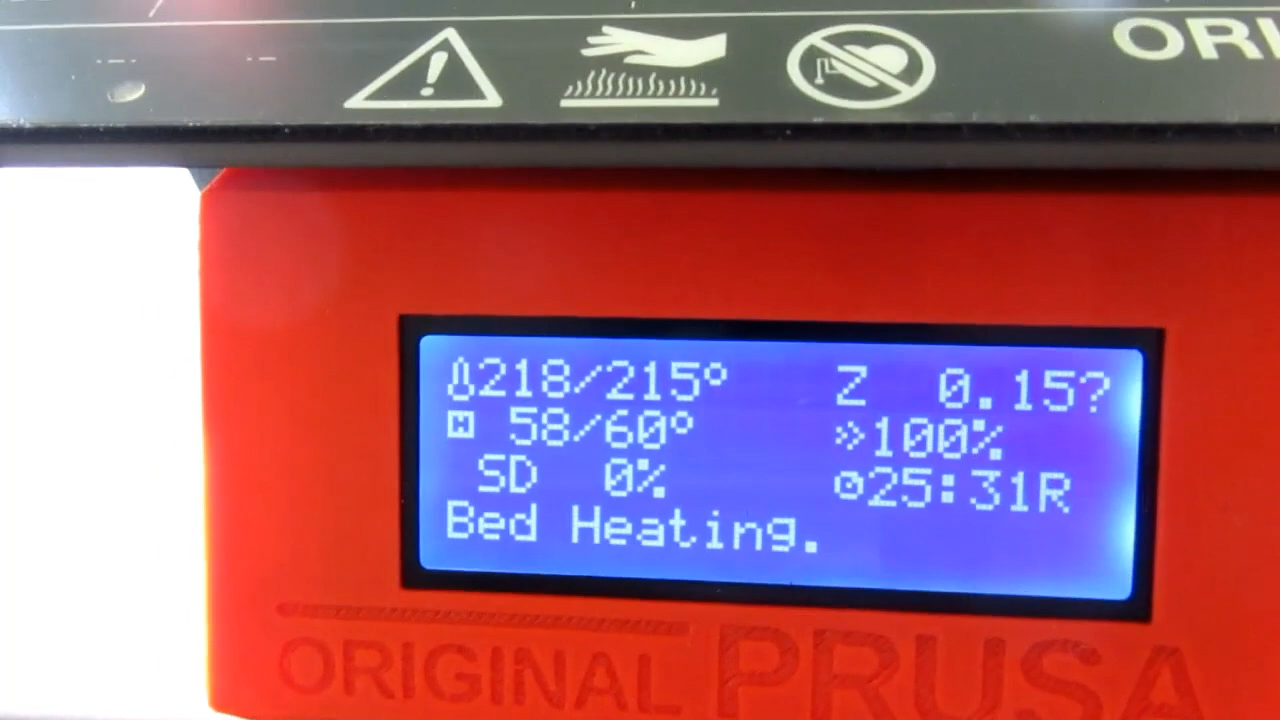 ORI
218/215° Z 0.15?
58/60° 100%
SD 0% 25:31R
Bed Heating.
ORIGINAL PRUSA